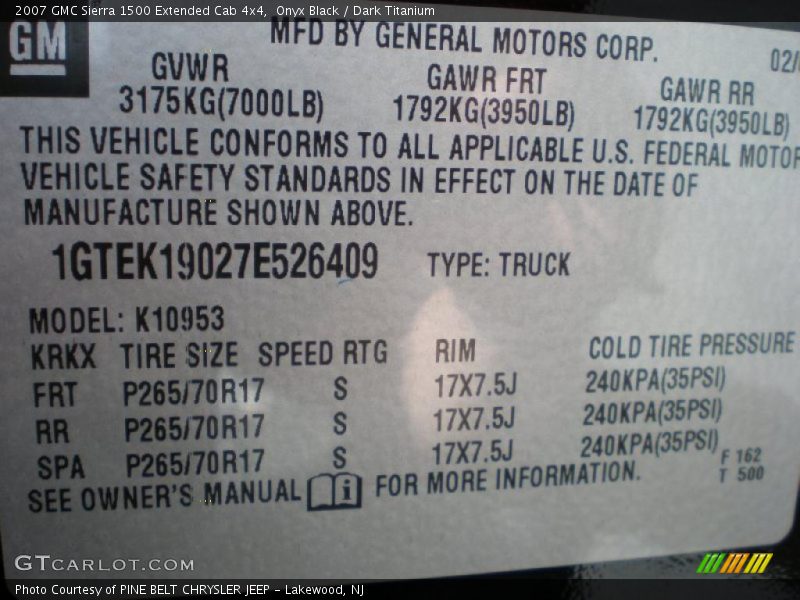 2007 GMC Sierra 1500 Extended Cab 4x4,  Onyx Black / Dark Titanium
GM
MFD BY GENERAL MOTORS CORP.
02/
GVWR GAWR FRT GAWR RR
3175KG(7000LB) 1792KG(3950LB) 1792KG(3950LB)
THIS VEHICLE CONFORMS TO ALL APPLICABLE U.S. FEDERAL MOTOR
VEHICLE SAFETY STANDARDS IN EFFECT ON THE DATE OF
MANUFACTURE SHOWN ABOVE.
1GTEK19027E526409 TYPE: TRUCK
MODEL: K10953
KRKX TIRE SIZE SPEED RTG RIM COLD TIRE PRESSURE
FRT P265/70R17 S 17X7.5J 240KPA(35PSI)
RR P265/70R17 S 17X7.5J 240KPA(35PSI)
SPA P265/70R17 S 17X7.5J 240KPA(35PSI)
F 162
T 500
SEE OWNER'S MANUAL i FOR MORE INFORMATION.
GTCARLOT.COM
Photo Courtesy of PINE BELT CHRYSLER JEEP - Lakewood, NJ